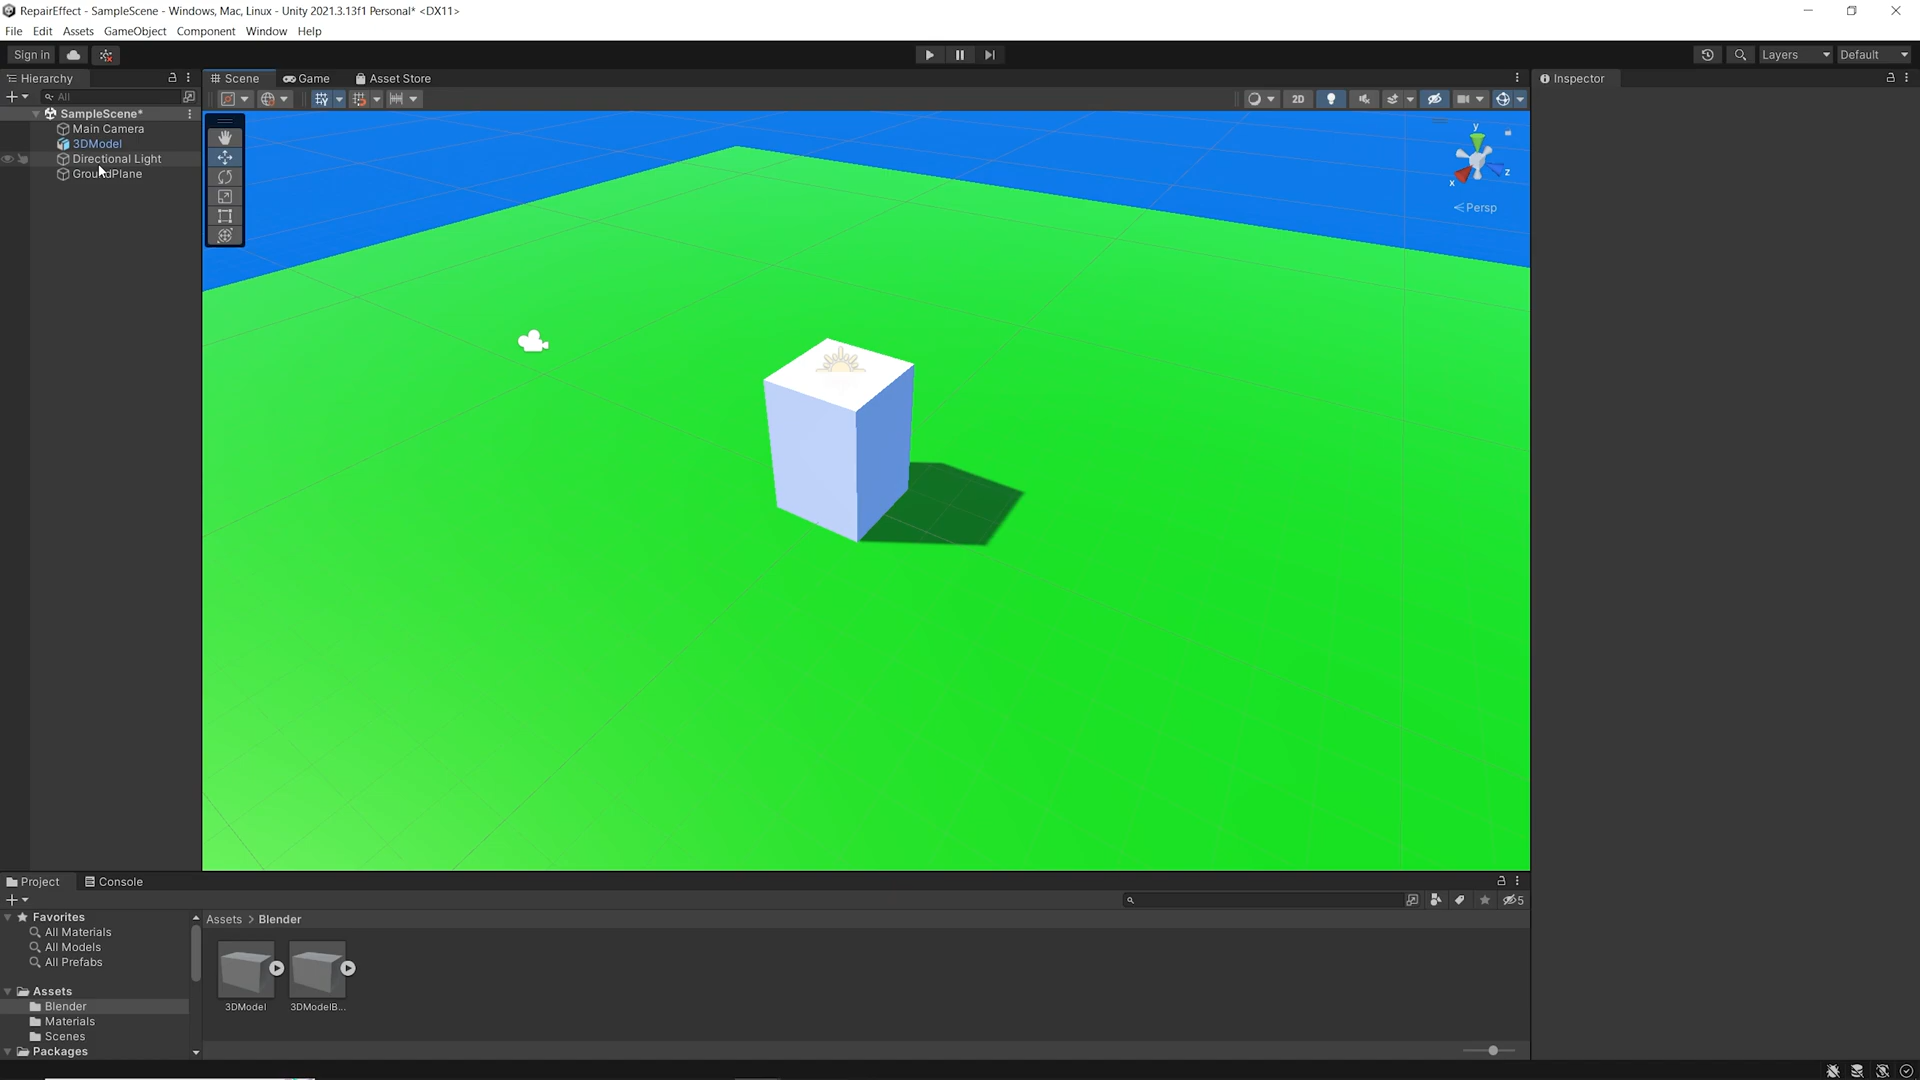 RepairEffect - SampleScene - Windows, Mac, Linux - Unity 2021.3.13f1 Personal* <DX11>
File Edit Assets GameObject Component Window Help
Sign in Layers Default
Hierarchy Scene Game Asset Store Inspector
All 2D
SampleScene*
Main Camera
3DModel
Directional Light
GroundPlane
y
x z
Persp
Project Console
5
Favorites
All Materials
All Models
All Prefabs
Assets
Blender
Materials
Scenes
Packages
Assets > Blender
3DModel 3DModelB...